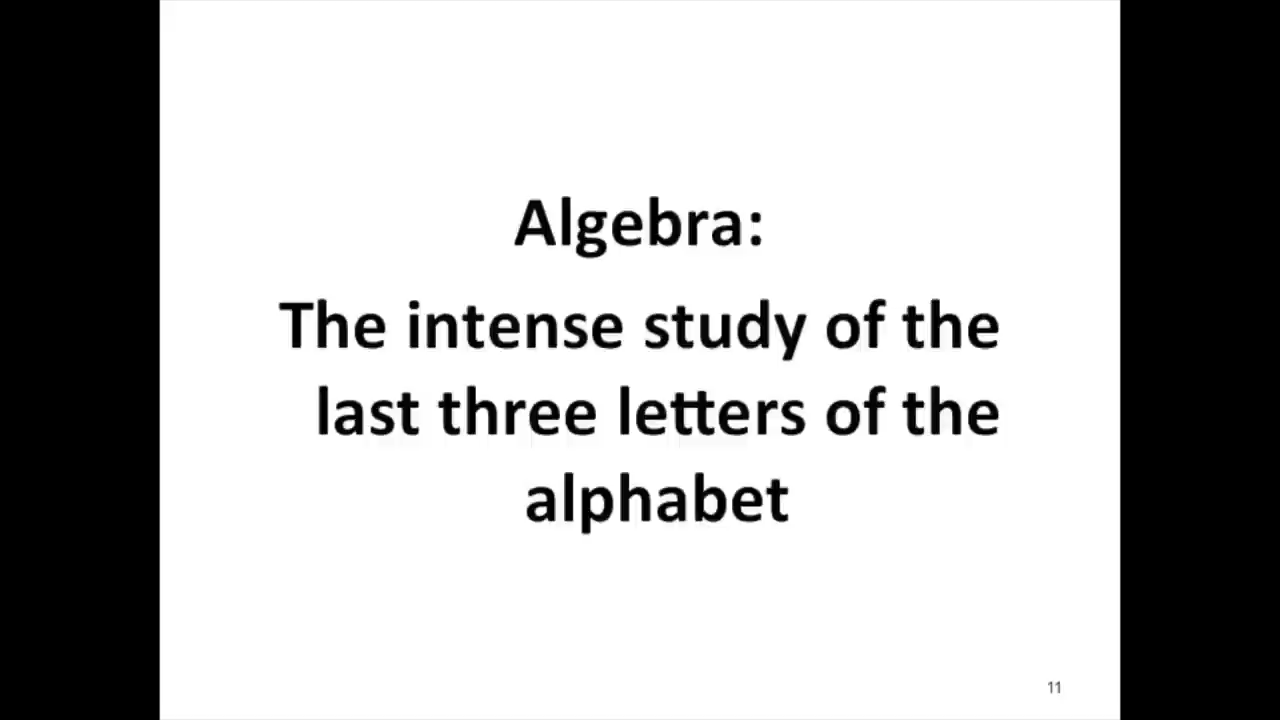 Algebra:
The intense study of the
last three letters of the
alphabet
11